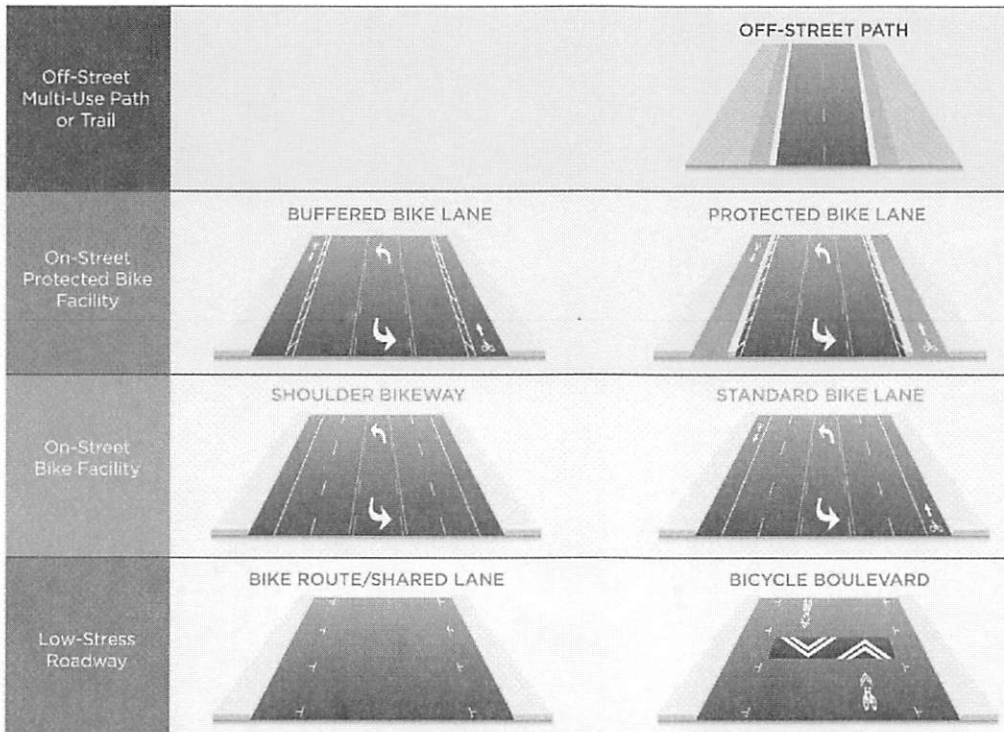 OFF-STREET PATH
Off-Street
Multi-Use Path
or Trail
BUFFERED BIKE LANE
PROTECTED BIKE LANE
On-Street
Protected Bike
Facility
SHOULDER BIKEWAY
STANDARD BIKE LANE
On-Street
Bike Facility
BIKE ROUTE/SHARED LANE
BICYCLE BOULEVARD
Low-Stress
Roadway